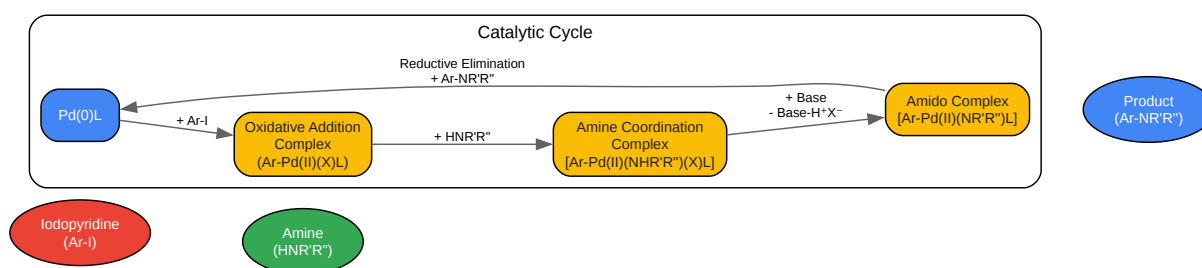 Catalytic Cycle
Reductive Elimination
+ Ar-NR'R"
Pd(0)L
+ Ar-I
Oxidative Addition
Complex
(Ar-Pd(II)(X)L)
+ HNR'R"
Amine Coordination
Complex
[Ar-Pd(II)(NHR'R")(X)L]
+ Base
- Base-H⁺X⁻
Amido Complex
[Ar-Pd(II)(NR'R")L]
Product
(Ar-NR'R")
Iodopyridine
(Ar-I)
Amine
(HNR'R")